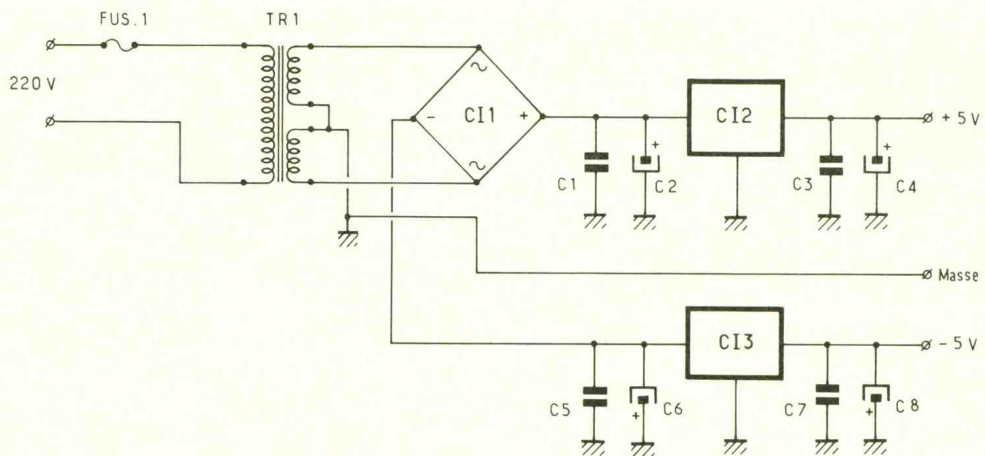 FUS.1
TR1
220 V
CI1
-
+
~
~
CI2
+ 5 V
+
+
C1
C2
C3
C4
Masse
CI3
- 5 V
C5
C6
C7
C8
+
+